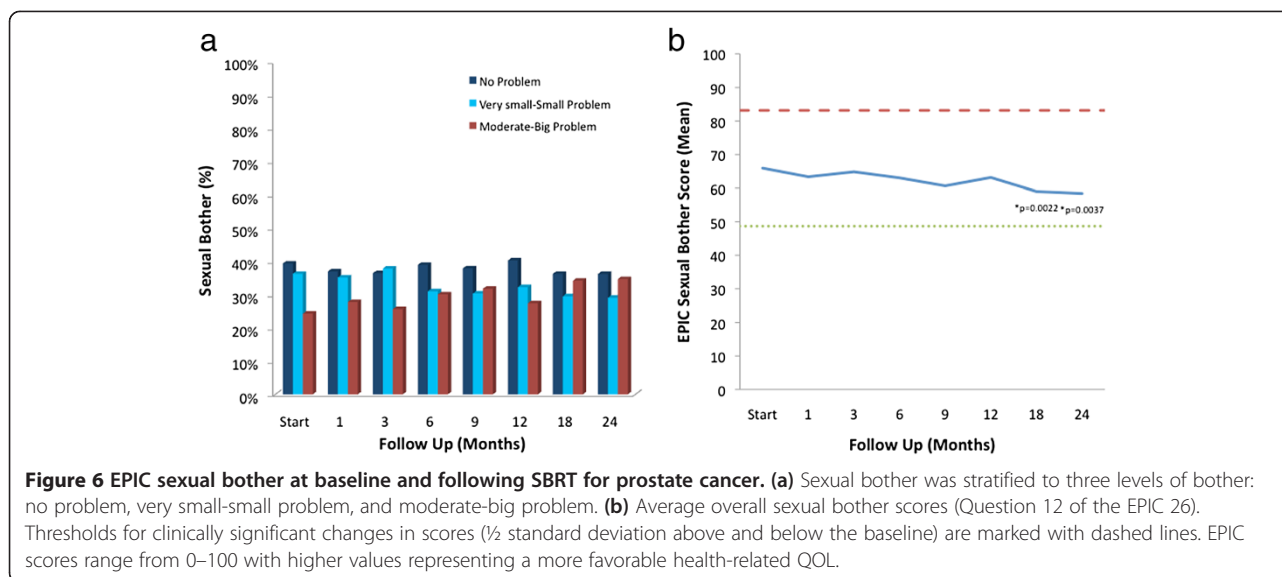 a
100%
90%
80%
70%
60%
50%
40%
30%
20%
10%
0%
Sexual Bother (%)
No Problem
Very small-Small Problem
Moderate-Big Problem
Start 1 3 6 9 12 18 24
Follow Up (Months)
b
100
90
80
70
60
50
40
30
20
10
0
EPIC Sexual Bother Score (Mean)
*p=0.0022 *p=0.0037
Start 1 3 6 9 12 18 24
Follow Up (Months)
Figure 6 EPIC sexual bother at baseline and following SBRT for prostate cancer. (a) Sexual bother was stratified to three levels of bother:
no problem, very small-small problem, and moderate-big problem. (b) Average overall sexual bother scores (Question 12 of the EPIC 26).
Thresholds for clinically significant changes in scores (½ standard deviation above and below the baseline) are marked with dashed lines. EPIC
scores range from 0–100 with higher values representing a more favorable health-related QOL.